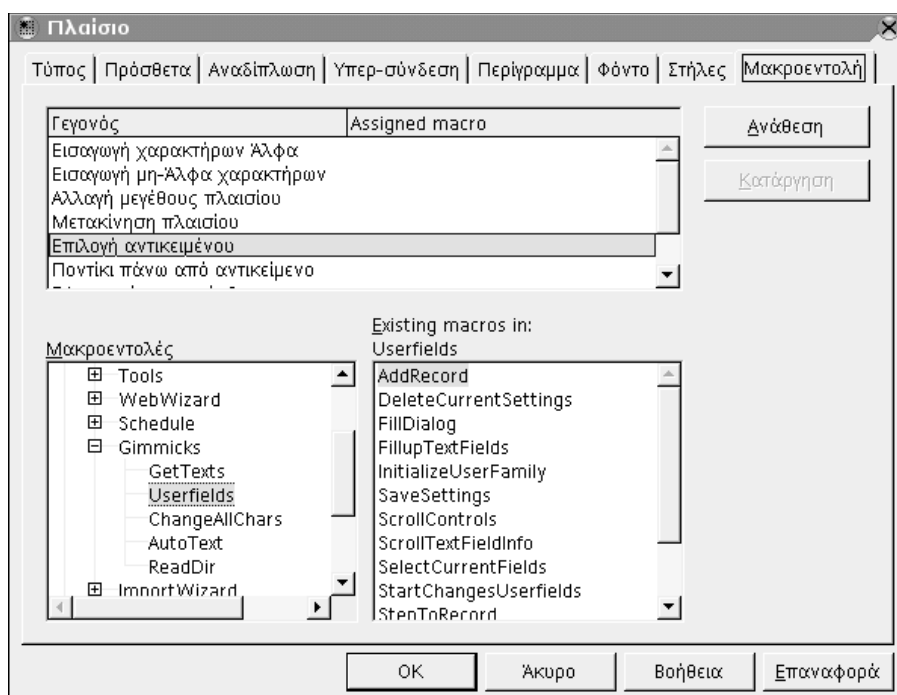 Πλαίσιο
Τύπος Πρόσθετα Αναδίπλωση Υπερ-σύνδεση Περίγραμμα Φόντο Στήλες Μακροεντολή
Γεγονός Assigned macro
Εισαγωγή χαρακτήρων Άλφα
Εισαγωγή μη-Άλφα χαρακτήρων
Αλλαγή μεγέθους πλαισίου
Μετακίνηση πλαισίου
Επιλογή αντικειμένου
Ποντίκι πάνω από αντικείμενο
Ανάθεση
Κατάργηση
Μακροεντολές
Tools
WebWizard
Schedule
Gimmicks
GetTexts
Userfields
ChangeAllChars
AutoText
ReadDir
ImportWizard
Existing macros in:
Userfields
AddRecord
DeleteCurrentSettings
FillDialog
FillupTextFields
InitializeUserFamily
SaveSettings
ScrollControls
ScrollTextFieldInfo
SelectCurrentFields
StartChangesUserfields
StepToRecord
OK Άκυρο Βοήθεια Επαναφορά